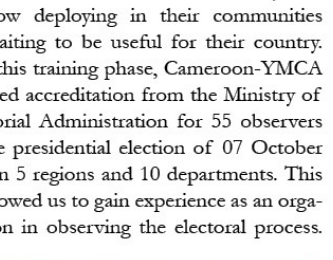 ow deploying in their communities
aiting to be useful for their country.
this training phase, Cameroon-YMCA
ed accreditation from the Ministry of
orial Administration for 55 observers
e presidential election of 07 October
n 5 regions and 10 departments. This
owed us to gain experience as an orga-
on in observing the electoral process.